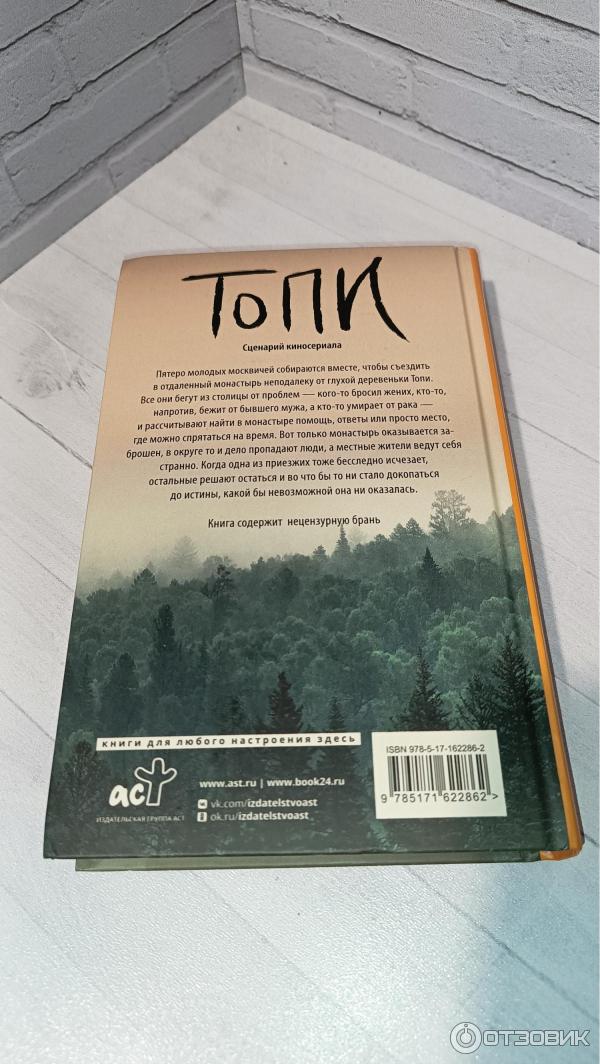 ТОПИ
Сценарий киносериала
Пятеро молодых москвичей собираются вместе, чтобы съездить
в отдаленный монастырь неподалеку от глухой деревеньки Топи.
Все они бегут из столицы от проблем — кого-то бросил жених, кто-то,
напротив, бежит от бывшего мужа, а кто-то умирает от рака —
и рассчитывают найти в монастыре помощь, ответы или просто место,
где можно спрятаться на время. Вот только монастырь оказывается за-
брошен, в округе то и дело пропадают люди, а местные жители ведут себя
странно. Когда одна из приезжих тоже бесследно исчезает,
остальные решают остаться и во что бы то ни стало докопаться
до истины, какой бы невозможной она ни оказалась.
Книга содержит нецензурную брань
книги для любого настроения здесь
аст
ИЗДАТЕЛЬСКАЯ ГРУППА АСТ
www.ast.ru | www.book24.ru
vk.com/izdatelstvoast
ok.ru/izdatelstvoast
ISBN 978-5-17-162286-2
9 785171 622862 >
ОТЗОВИК